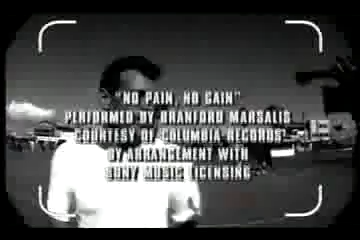 "NO PAIN, NO GAIN"
PERFORMED BY BRANFORD MARSALIS
COURTESY OF COLUMBIA RECORDS
BY ARRANGEMENT WITH
SONY MUSIC LICENSING